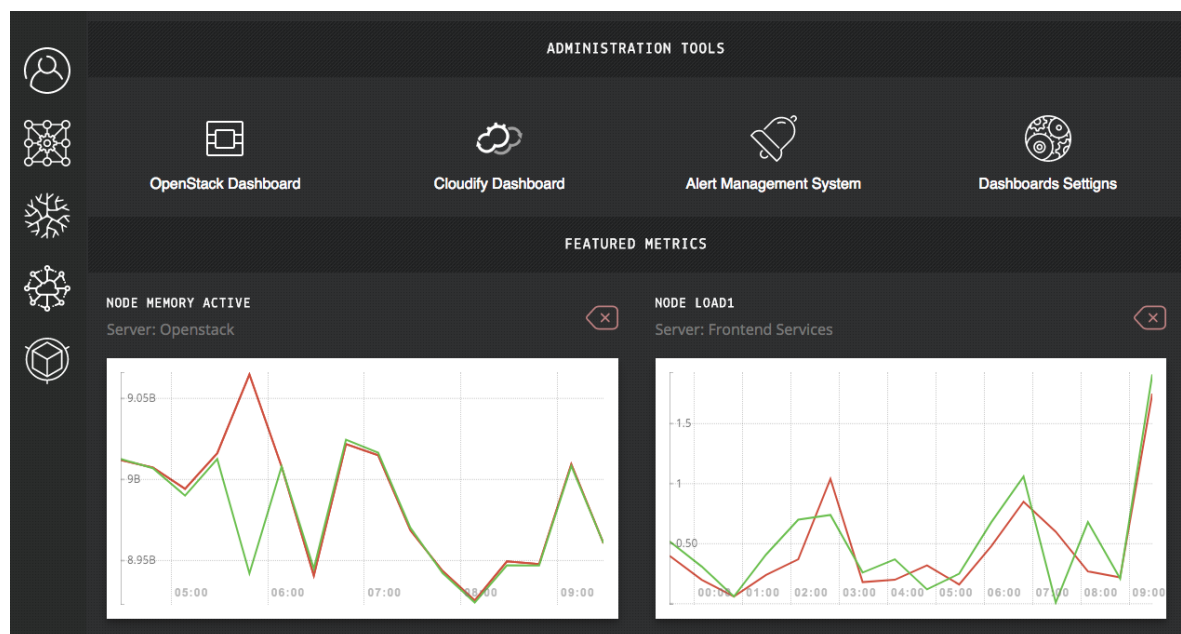 ADMINISTRATION TOOLS
OpenStack Dashboard
Cloudify Dashboard
Alert Management System
Dashboards Settigns
FEATURED METRICS
NODE MEMORY ACTIVE
Server: Openstack
9.05B
9B
8.95B
05:00 06:00 07:00 08:00 09:00
NODE LOAD1
Server: Frontend Services
1.5
1
0.50
00:00 01:00 02:00 03:00 04:00 05:00 06:00 07:00 08:00 09:00